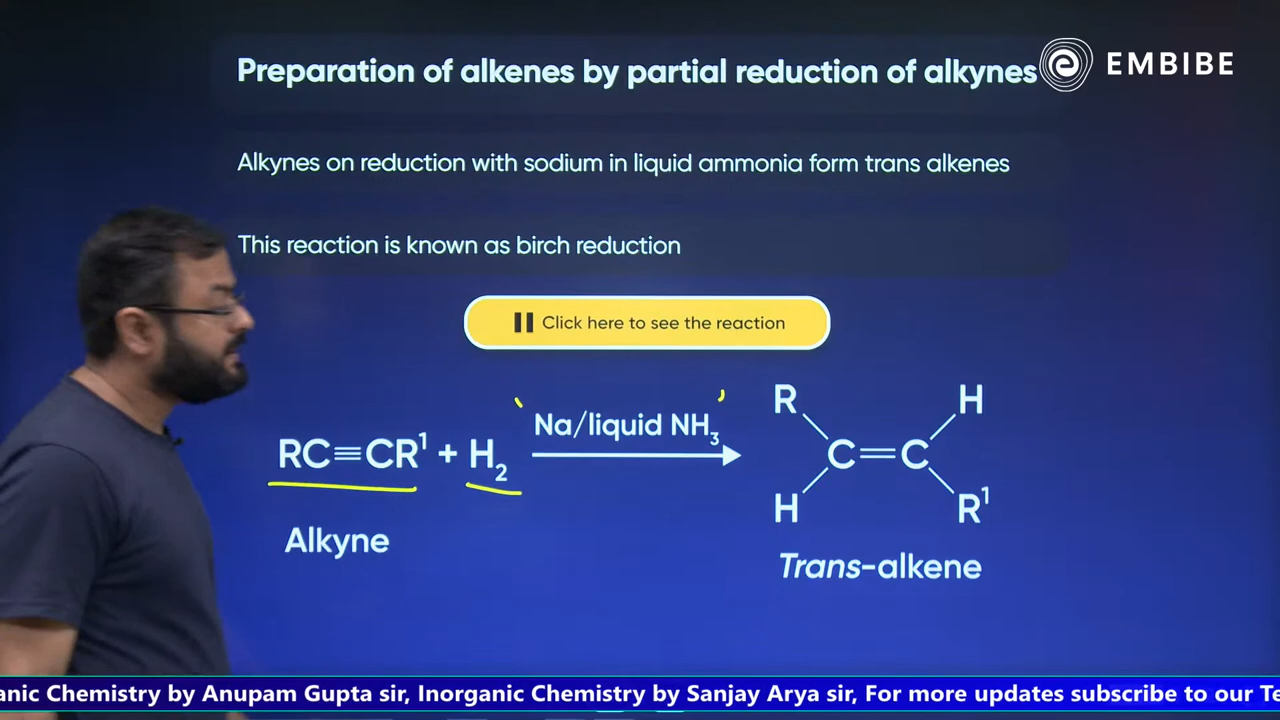 Preparation of alkenes by partial reduction of alkynes
EMBIBE
Alkynes on reduction with sodium in liquid ammonia form trans alkenes
This reaction is known as birch reduction
Click here to see the reaction
RC≡CR¹ + H₂
Na/liquid NH₃
R H
C=C
H R¹
Alkyne
Trans-alkene
anic Chemistry by Anupam Gupta sir, Inorganic Chemistry by Sanjay Arya sir, For more updates subscribe to our Te